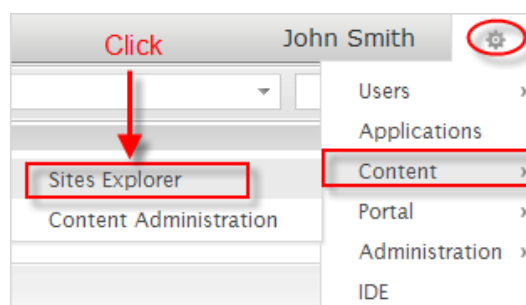 Click
John Smith
Users
Applications
Content
Sites Explorer
Content Administration
Portal
Administration
IDE